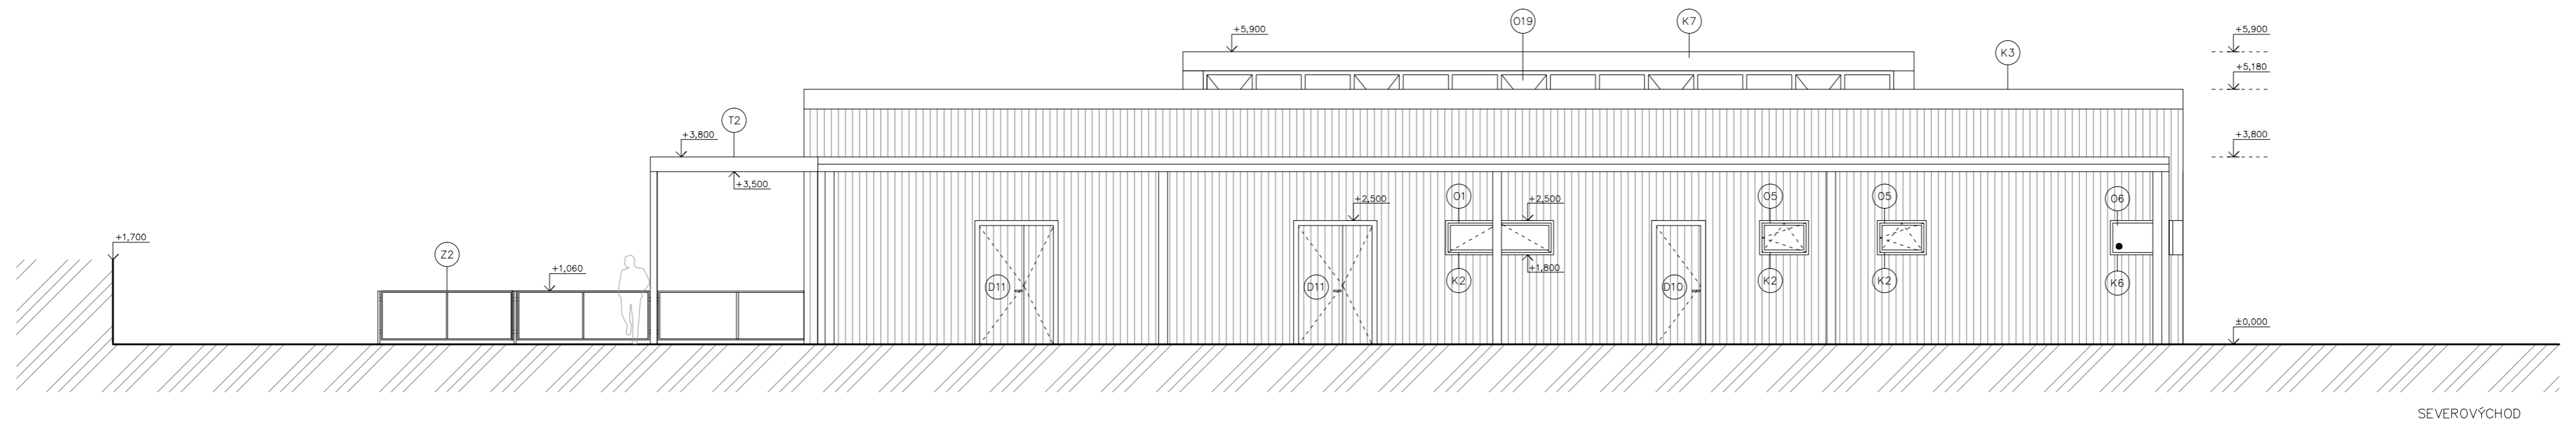 O19
K7
+5,900
+5,900
K3
+5,180
T2
+3,800
+3,800
+3,500
O1
+2,500
+2,500
O5
O5
O6
+1,700
Z2
+1,060
+1,800
D11
D11
K2
D10
K2
K2
K6
±0,000
SEVEROVÝCHOD